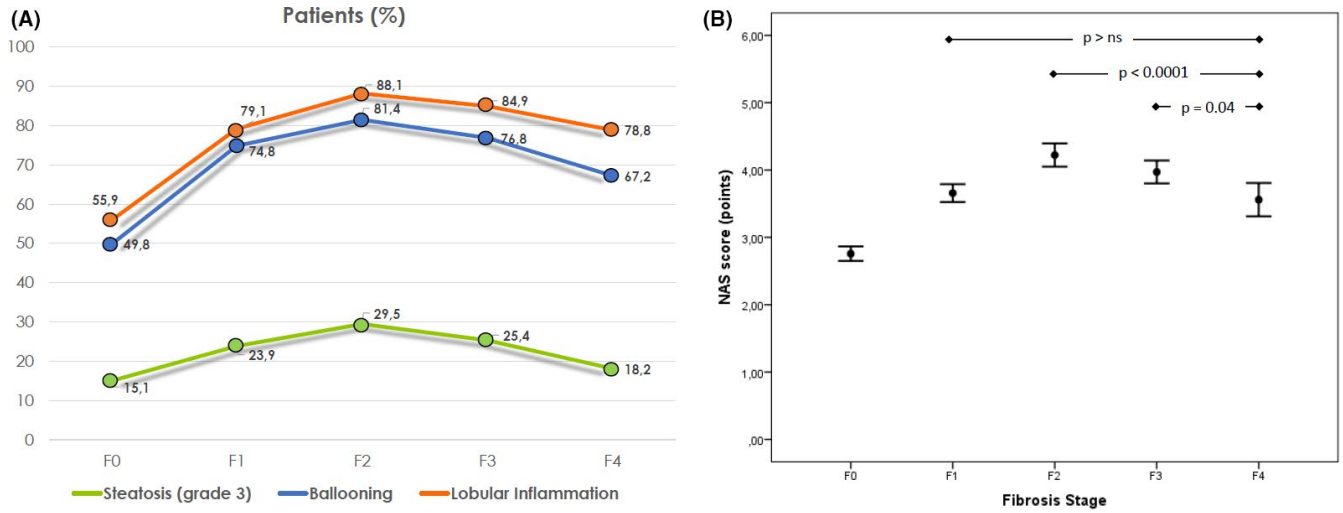 (A)
Patients (%)
100
90
80
70
60
50
40
30
20
10
0
55,9
79,1
88,1
84,9
78,8
49,8
74,8
81,4
76,8
67,2
15,1
23,9
29,5
25,4
18,2
F0
F1
F2
F3
F4
Steatosis (grade 3)
Ballooning
Lobular Inflammation
(B)
NAS score (points)
6,00
5,00
4,00
3,00
2,00
1,00
,00
p > ns
p < 0.0001
p = 0.04
F0
F1
F2
F3
F4
Fibrosis Stage